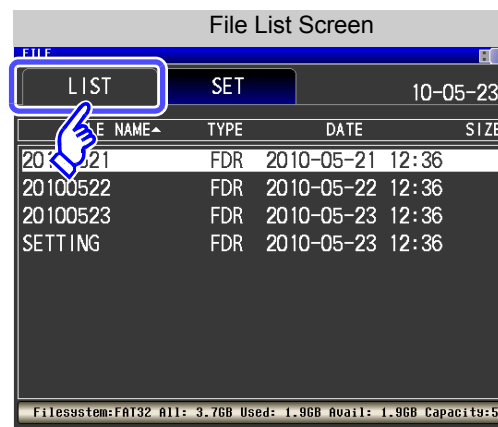 File List Screen
FILE
LIST SET 10-05-23
NAME▲ TYPE DATE SIZE
FDR 2010-05-21 12:36
20100522 FDR 2010-05-22 12:36
20100523 FDR 2010-05-23 12:36
SETTING FDR 2010-05-23 12:36
Filesystem:FAT32 All: 3.7GB Used: 1.9GB Avail: 1.9GB Capacity:5